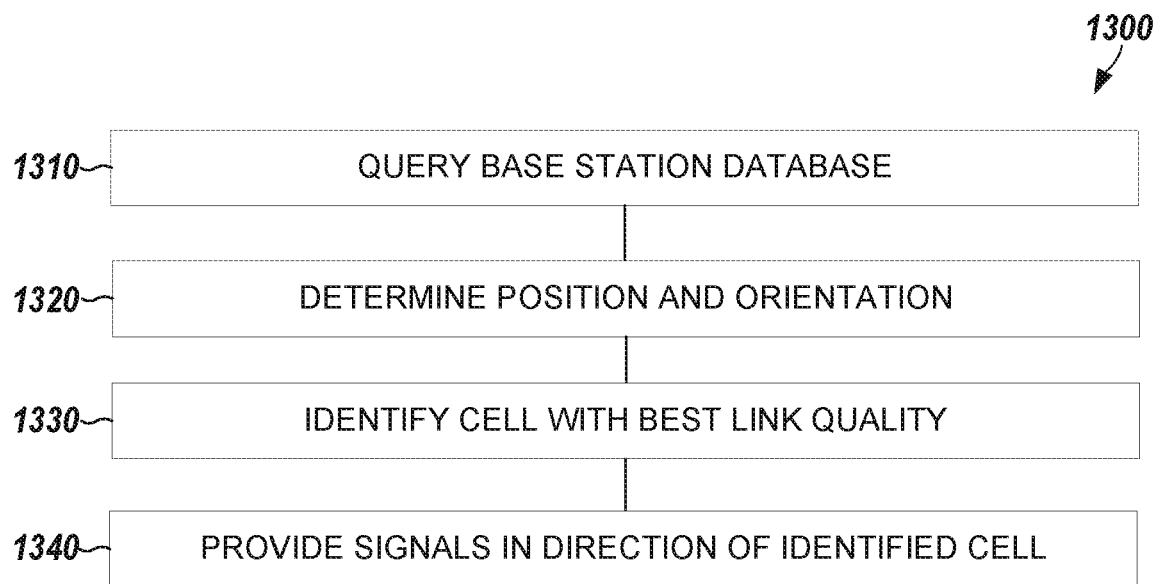 1300
1310 QUERY BASE STATION DATABASE
1320 DETERMINE POSITION AND ORIENTATION
1330 IDENTIFY CELL WITH BEST LINK QUALITY
1340 PROVIDE SIGNALS IN DIRECTION OF IDENTIFIED CELL